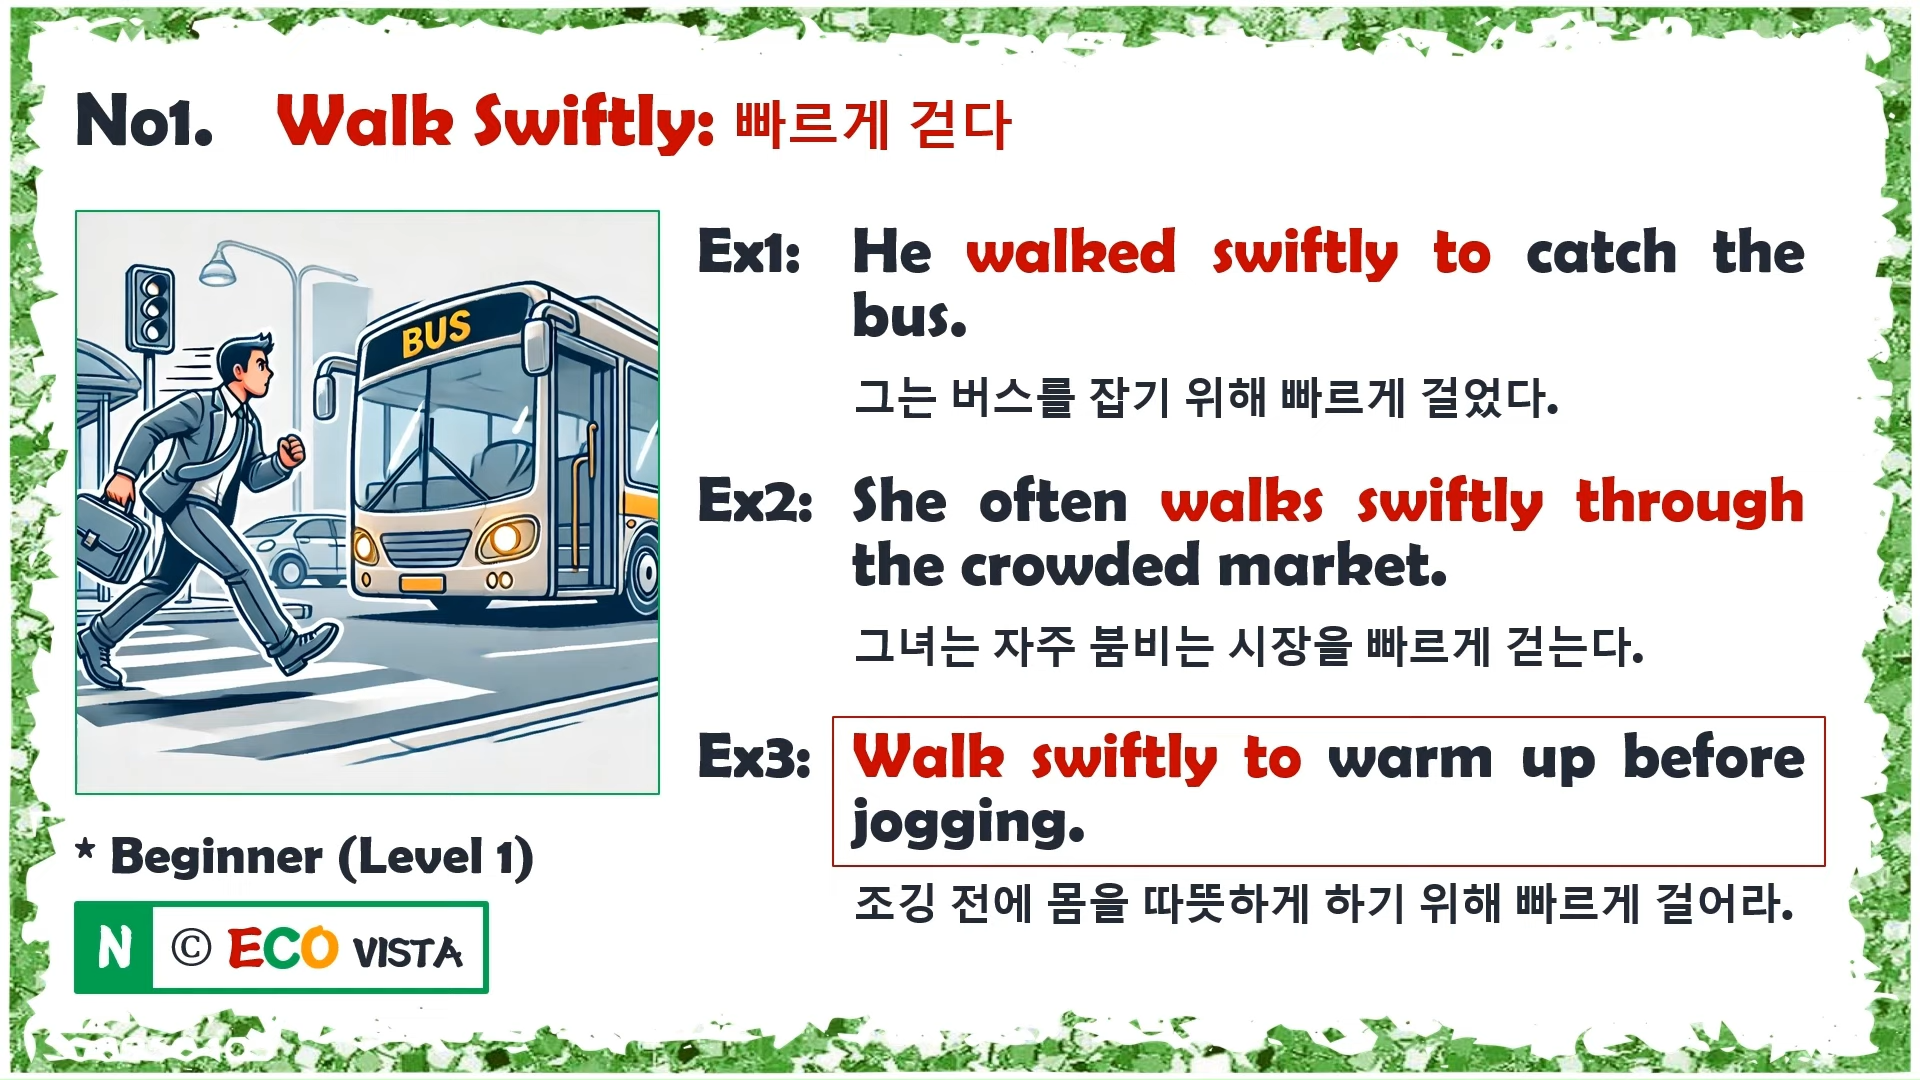 No1. Walk Swiftly: 빠르게 걷다
BUS
Ex1: He walked swiftly to catch the
bus.
그는 버스를 잡기 위해 빠르게 걸었다.
Ex2: She often walks swiftly through
the crowded market.
그녀는 자주 붐비는 시장을 빠르게 걷는다.
Ex3: Walk swiftly to warm up before
jogging.
조깅 전에 몸을 따뜻하게 하기 위해 빠르게 걸어라.
* Beginner (Level 1)
N © ECO VISTA